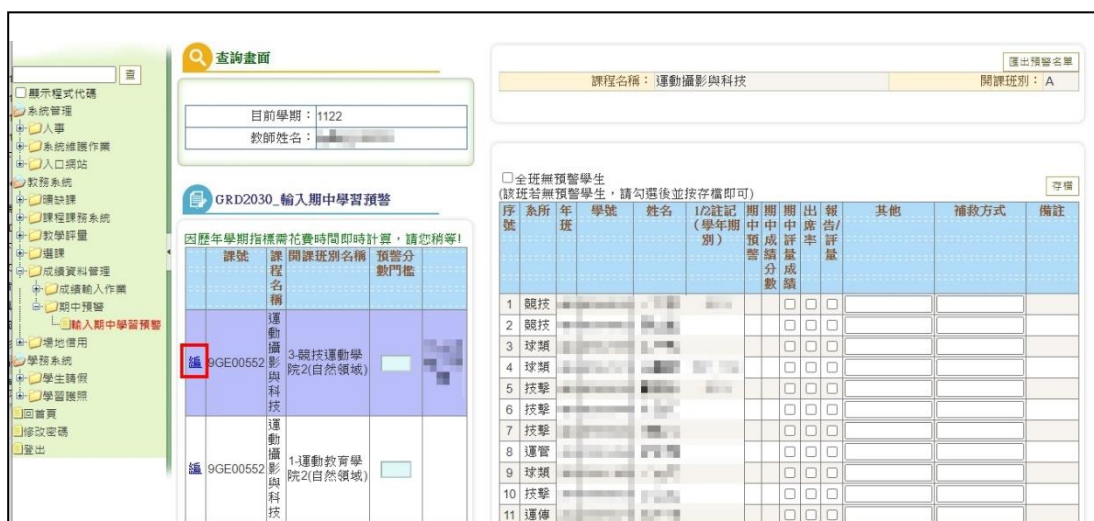 查
顯示程式代碼
系統管理
人事
系統維護作業
入口網站
教務系統
曠缺課
課程課務系統
教學評量
選課
成績資料管理
成績輸入作業
期中預警
輸入期中學習預警
場地借用
學務系統
學生請假
學習護照
回首頁
修改密碼
登出
查詢畫面
目前學期：1122
教師姓名：
GRD2030_輸入期中學習預警
因歷年學期指標需花費時間即時計算，請您稍等!
課號 課程名稱 開課班別名稱 預警分數門檻
編 9GE00552 運動攝影與科技 3-競技運動學院2(自然領域)
編 9GE00552 運動攝影與科技 1-運動教育學院2(自然領域)
匯出預警名單
課程名稱：運動攝影與科技 開課班別：A
全班無預警學生
(該班若無預警學生，請勾選後並按存檔即可)
存檔
序號 系所 年班 學號 姓名 1/2註記(學年期別) 期中預警 期中成績分數 期中評量成績 出席率 報告/評量 其他 補救方式 備註
1 競技
2 競技
3 球類
4 球類
5 技擊
6 技擊
7 技擊
8 運管
9 球類
10 技擊
11 運傳